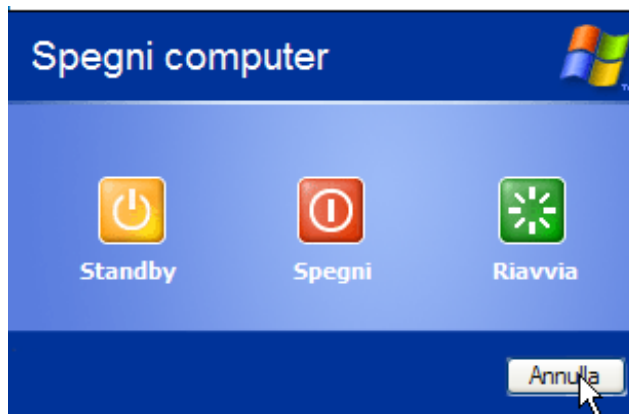 Spegni computer
Standby
Spegni
Riavvia
Annulla